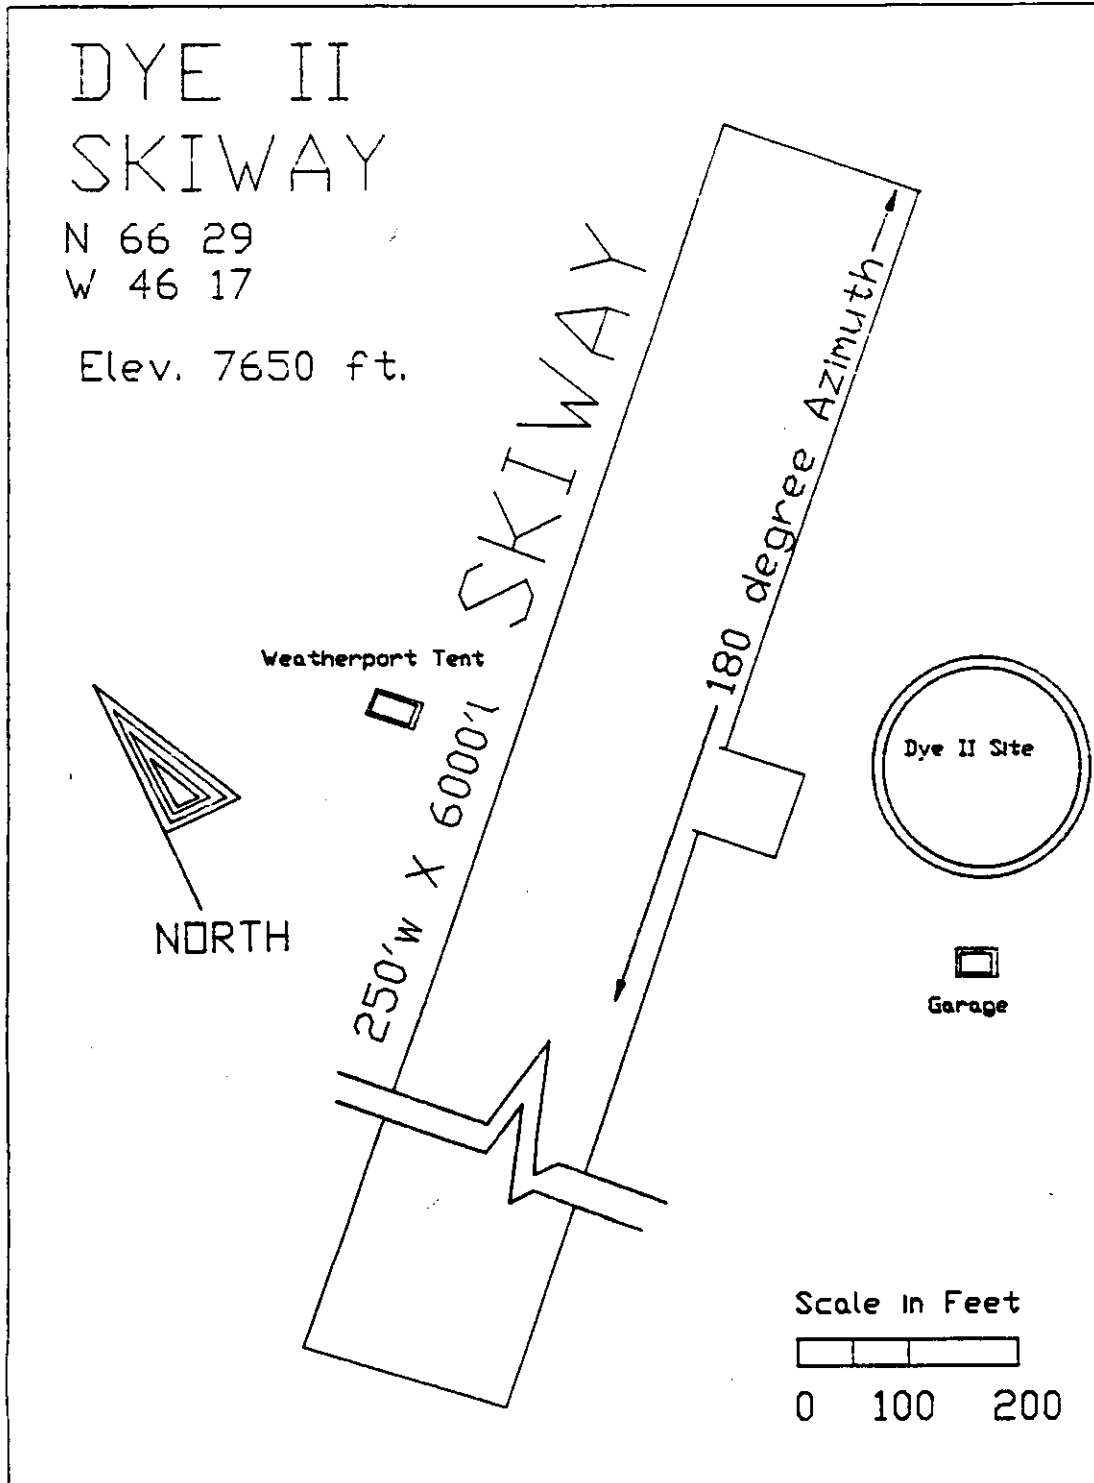 DYE II
SKIWAY
N 66 29
W 46 17
Elev. 7650 ft.
SKIWAY
250'w X 6000'l
180 degree Azimuth
Weatherport Tent
Dye II Site
NORTH
Garage
Scale in Feet
0 100 200